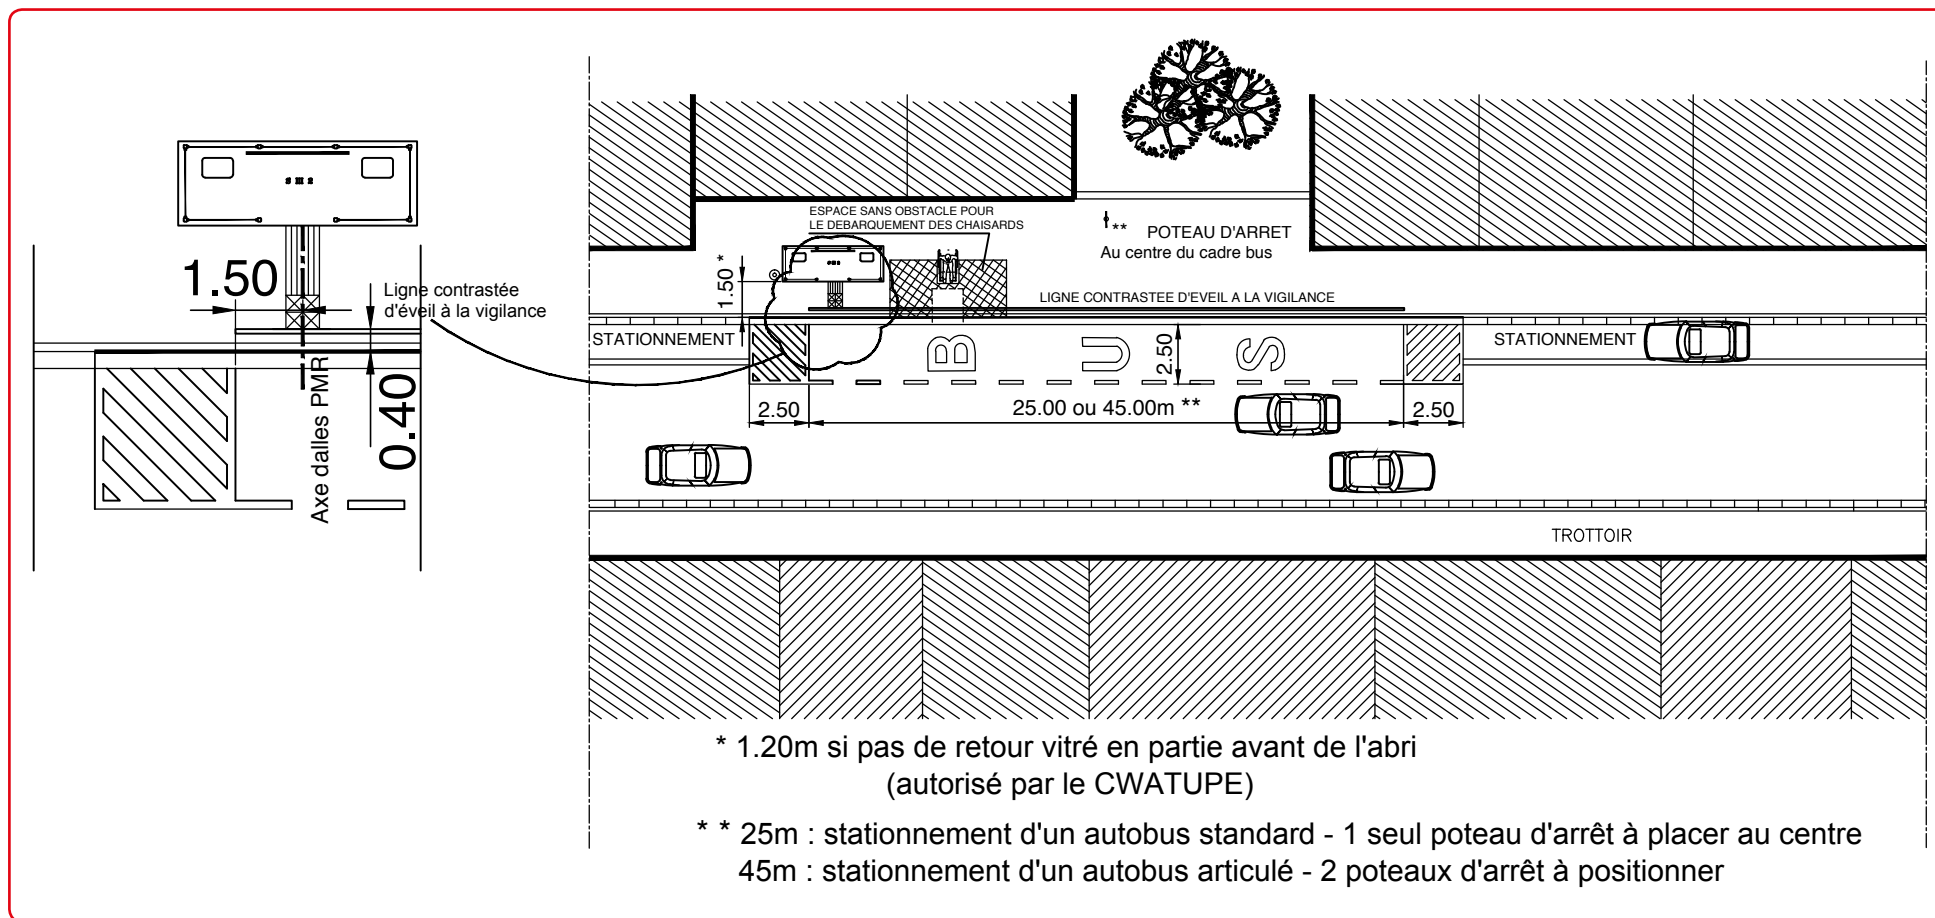 1.50
Ligne contrastée
d'éveil à la vigilance
Axe dalles PMR
0.40
ESPACE SANS OBSTACLE POUR
LE DEBARQUEMENT DES CHAISARDS
** POTEAU D'ARRET
Au centre du cadre bus
1.50 *
LIGNE CONTRASTEE D'EVEIL A LA VIGILANCE
STATIONNEMENT
BUS
2.50
STATIONNEMENT
2.50
25.00 ou 45.00m **
2.50
TROTTOIR
* 1.20m si pas de retour vitré en partie avant de l'abri
(autorisé par le CWATUPE)
* * 25m : stationnement d'un autobus standard - 1 seul poteau d'arrêt à placer au centre
45m : stationnement d'un autobus articulé - 2 poteaux d'arrêt à positionner